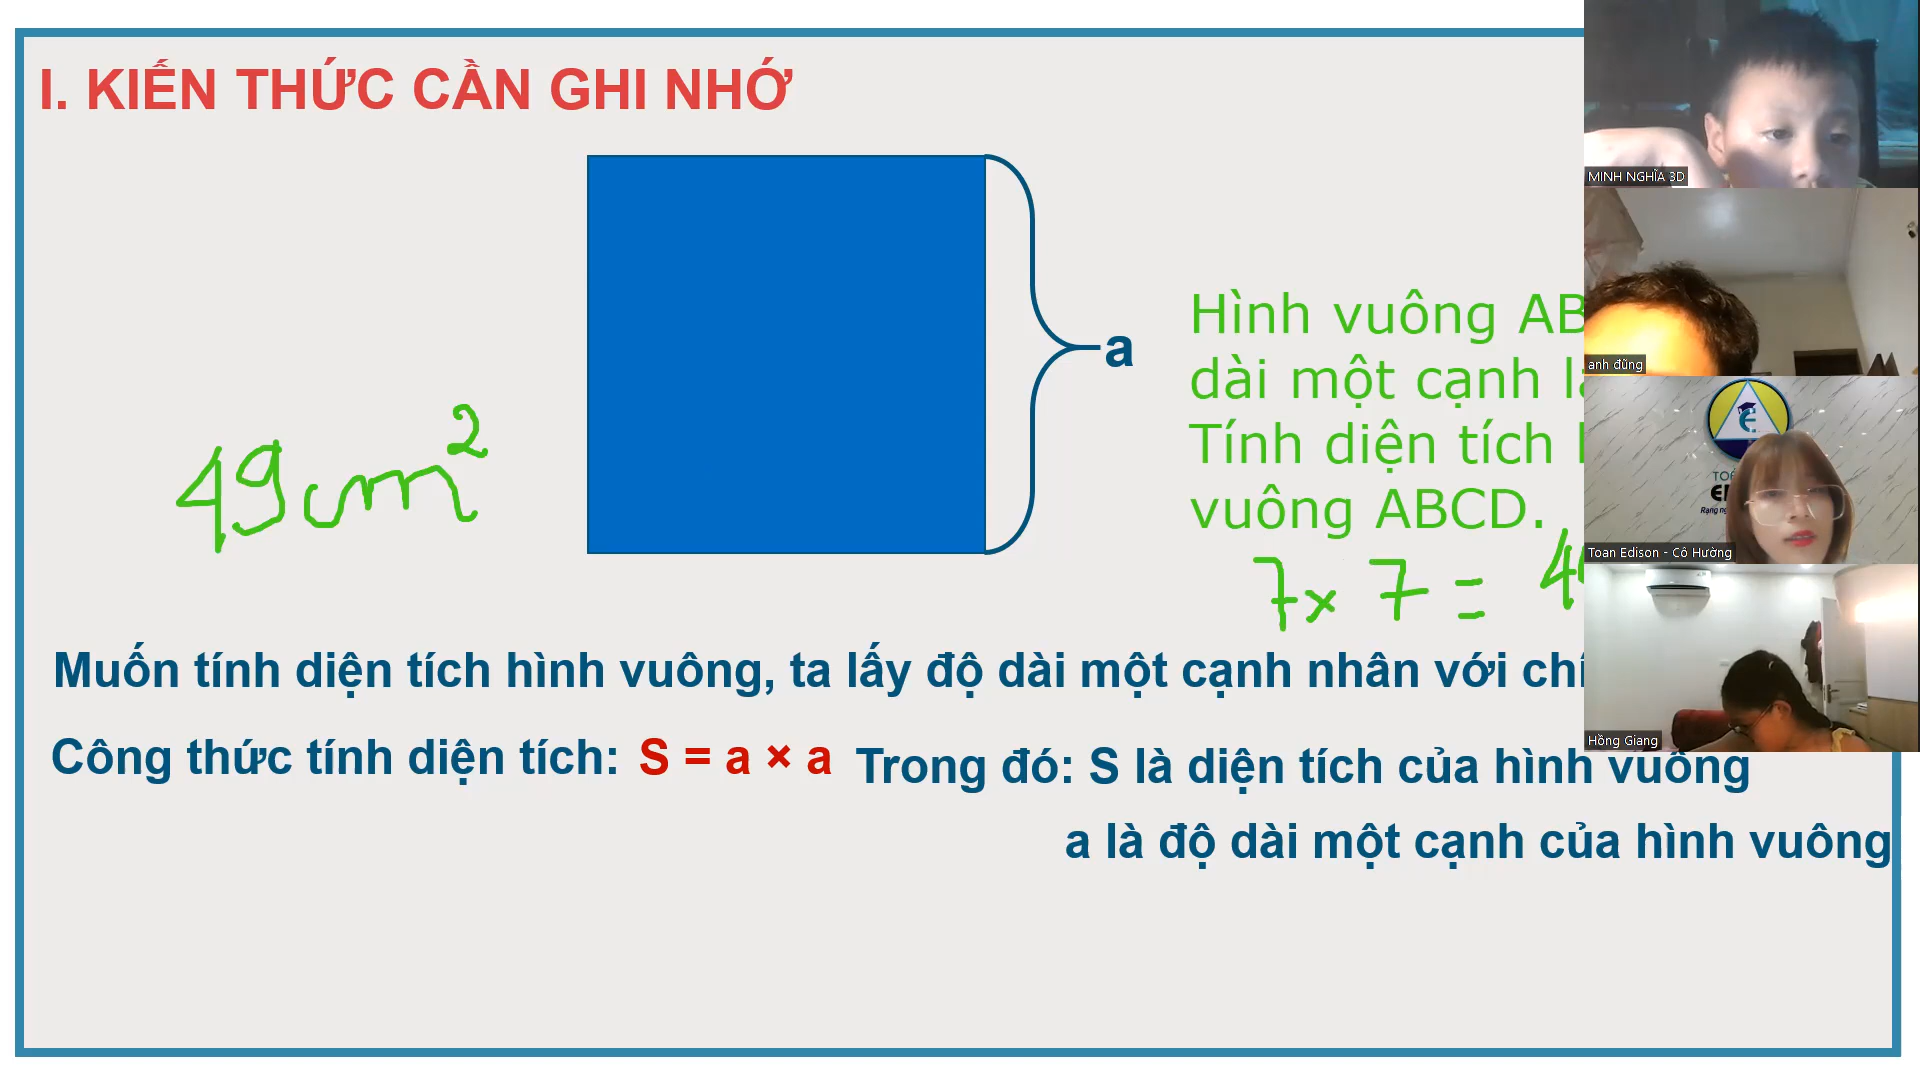 I. KIẾN THỨC CẦN GHI NHỚ
a
Hình vuông AB
dài một cạnh là
Tính diện tích
vuông ABCD.
49cm²
7 x 7 =
Muốn tính diện tích hình vuông, ta lấy độ dài một cạnh nhân với chí
Công thức tính diện tích: S = a × a
Trong đó: S là diện tích của hình vuông
a là độ dài một cạnh của hình vuông
MINH NGHĨA 3D
anh đũng
Toan Edison - Cô Hường
Hồng Giang